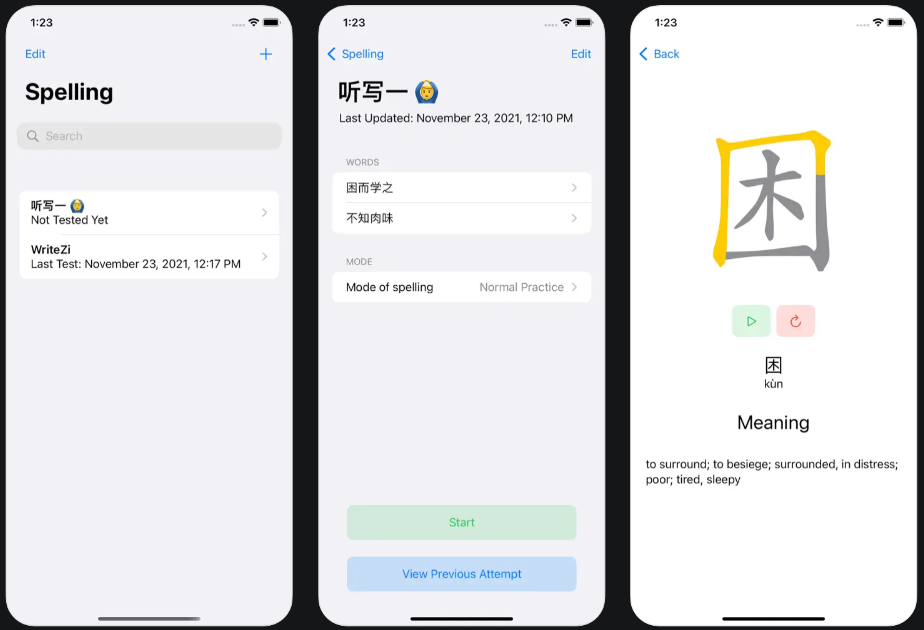 1:23
Edit
Spelling
Search
听写一 🙆‍♂️
Not Tested Yet
WriteZi
Last Test: November 23, 2021, 12:17 PM
1:23
Spelling
Edit
听写一 🙆‍♂️
Last Updated: November 23, 2021, 12:10 PM
WORDS
困而学之
不知肉味
MODE
Mode of spelling
Normal Practice
Start
View Previous Attempt
1:23
Back
困
困
kùn
Meaning
to surround; to besiege; surrounded, in distress;
poor; tired, sleepy